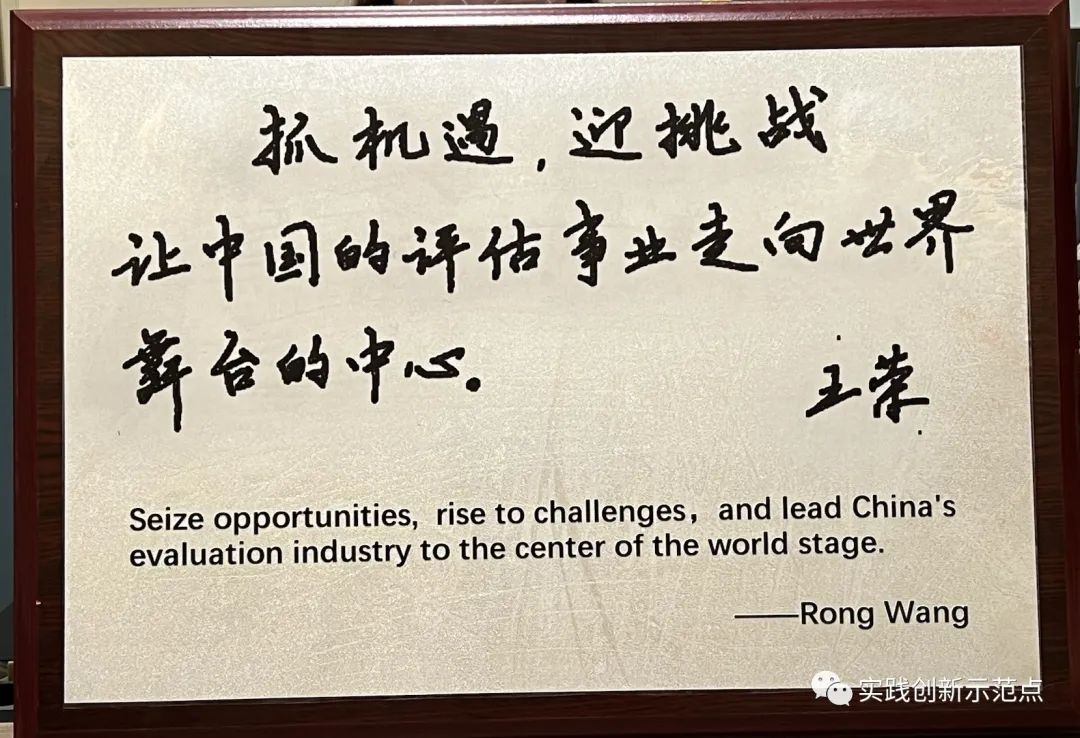 抓机遇,迎挑战
让中国的评估事业走向世界
舞台的中心。
王荣
Seize opportunities, rise to challenges, and lead China's
evaluation industry to the center of the world stage.
——Rong Wang
实践创新示范点